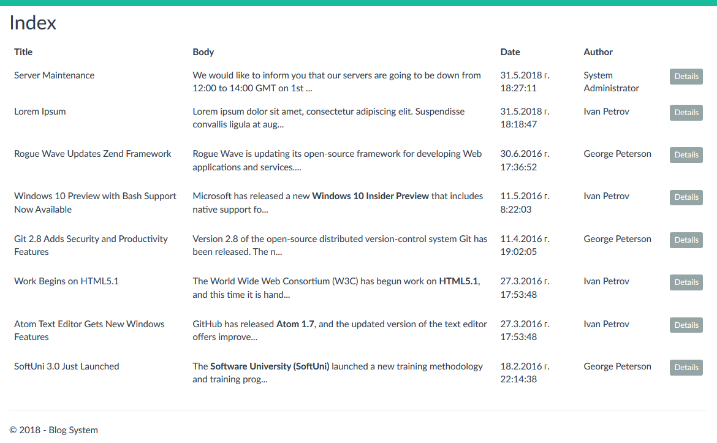 Index
Title Body Date Author
Server Maintenance We would like to inform you that our servers are going to be down from 31.5.2018 г. System Details
12:00 to 14:00 GMT on 1st ... 18:27:11 Administrator
Lorem Ipsum Lorem ipsum dolor sit amet, consectetur adipiscing elit. Suspendisse 31.5.2018 г. Ivan Petrov Details
convallis ligula at aug... 18:18:47
Rogue Wave Updates Zend Framework Rogue Wave is updating its open-source framework for developing Web 30.6.2016 г. George Peterson Details
applications and services.... 17:36:52
Windows 10 Preview with Bash Support Microsoft has released a new Windows 10 Insider Preview that includes 11.5.2016 г. Ivan Petrov Details
Now Available native support fo... 8:22:03
Git 2.8 Adds Security and Productivity Version 2.8 of the open-source distributed version-control system Git has 11.4.2016 г. George Peterson Details
Features been released. The n... 19:02:05
Work Begins on HTML5.1 The World Wide Web Consortium (W3C) has begun work on HTML5.1, 27.3.2016 г. Ivan Petrov Details
and this time it is hand... 17:53:48
Atom Text Editor Gets New Windows GitHub has released Atom 1.7, and the updated version of the text editor 27.3.2016 г. Ivan Petrov Details
Features offers improve... 17:53:48
SoftUni 3.0 Just Launched The Software University (SoftUni) launched a new training methodology 18.2.2016 г. George Peterson Details
and training prog... 22:14:38
© 2018 - Blog System